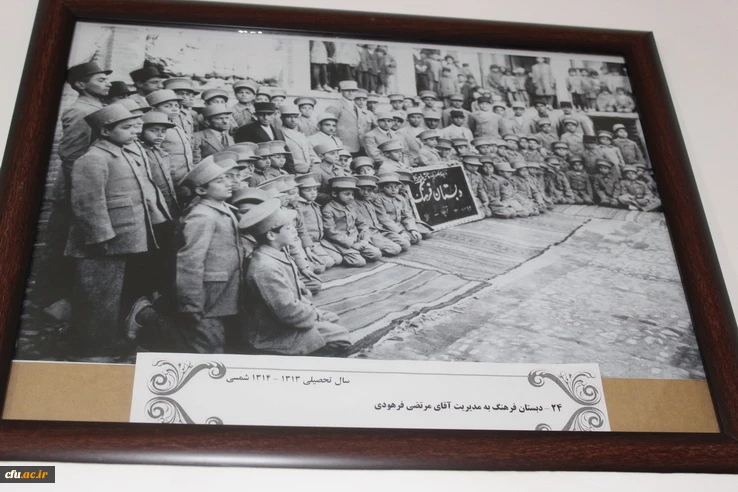 دبستان فرهنگ
سال تحصیلی ۱۳۱۳ - ۱۳۱۴ شمسی
۲۴ - دبستان فرهنگ به مدیریت آقای مرتضی فرهودی
cfu.ac.ir